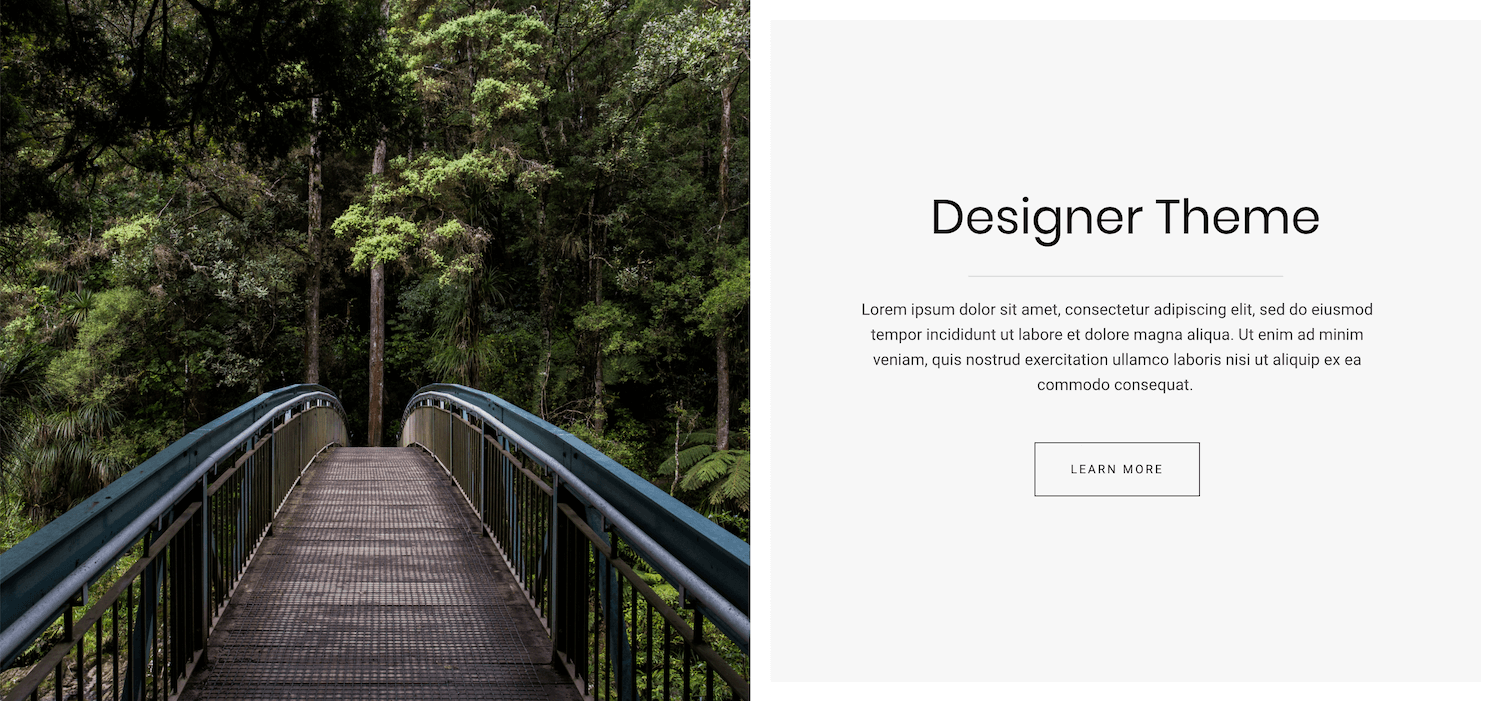 Designer Theme
Lorem ipsum dolor sit amet, consectetur adipiscing elit, sed do eiusmod
tempor incididunt ut labore et dolore magna aliqua. Ut enim ad minim
veniam, quis nostrud exercitation ullamco laboris nisi ut aliquip ex ea
commodo consequat.
LEARN MORE